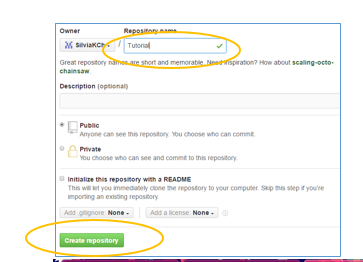 Owner Repository name
SilviaKCh / Tutorial
Great repository names are short and memorable. Need inspiration? How about scaling-octo-
chainsaw.
Description (optional)
Public
Anyone can see this repository. You choose who can commit.
Private
You choose who can see and commit to this repository.
Initialize this repository with a README
This will let you immediately clone the repository to your computer. Skip this step if you're
importing an existing repository.
Add .gitignore: None Add a license: None
Create repository